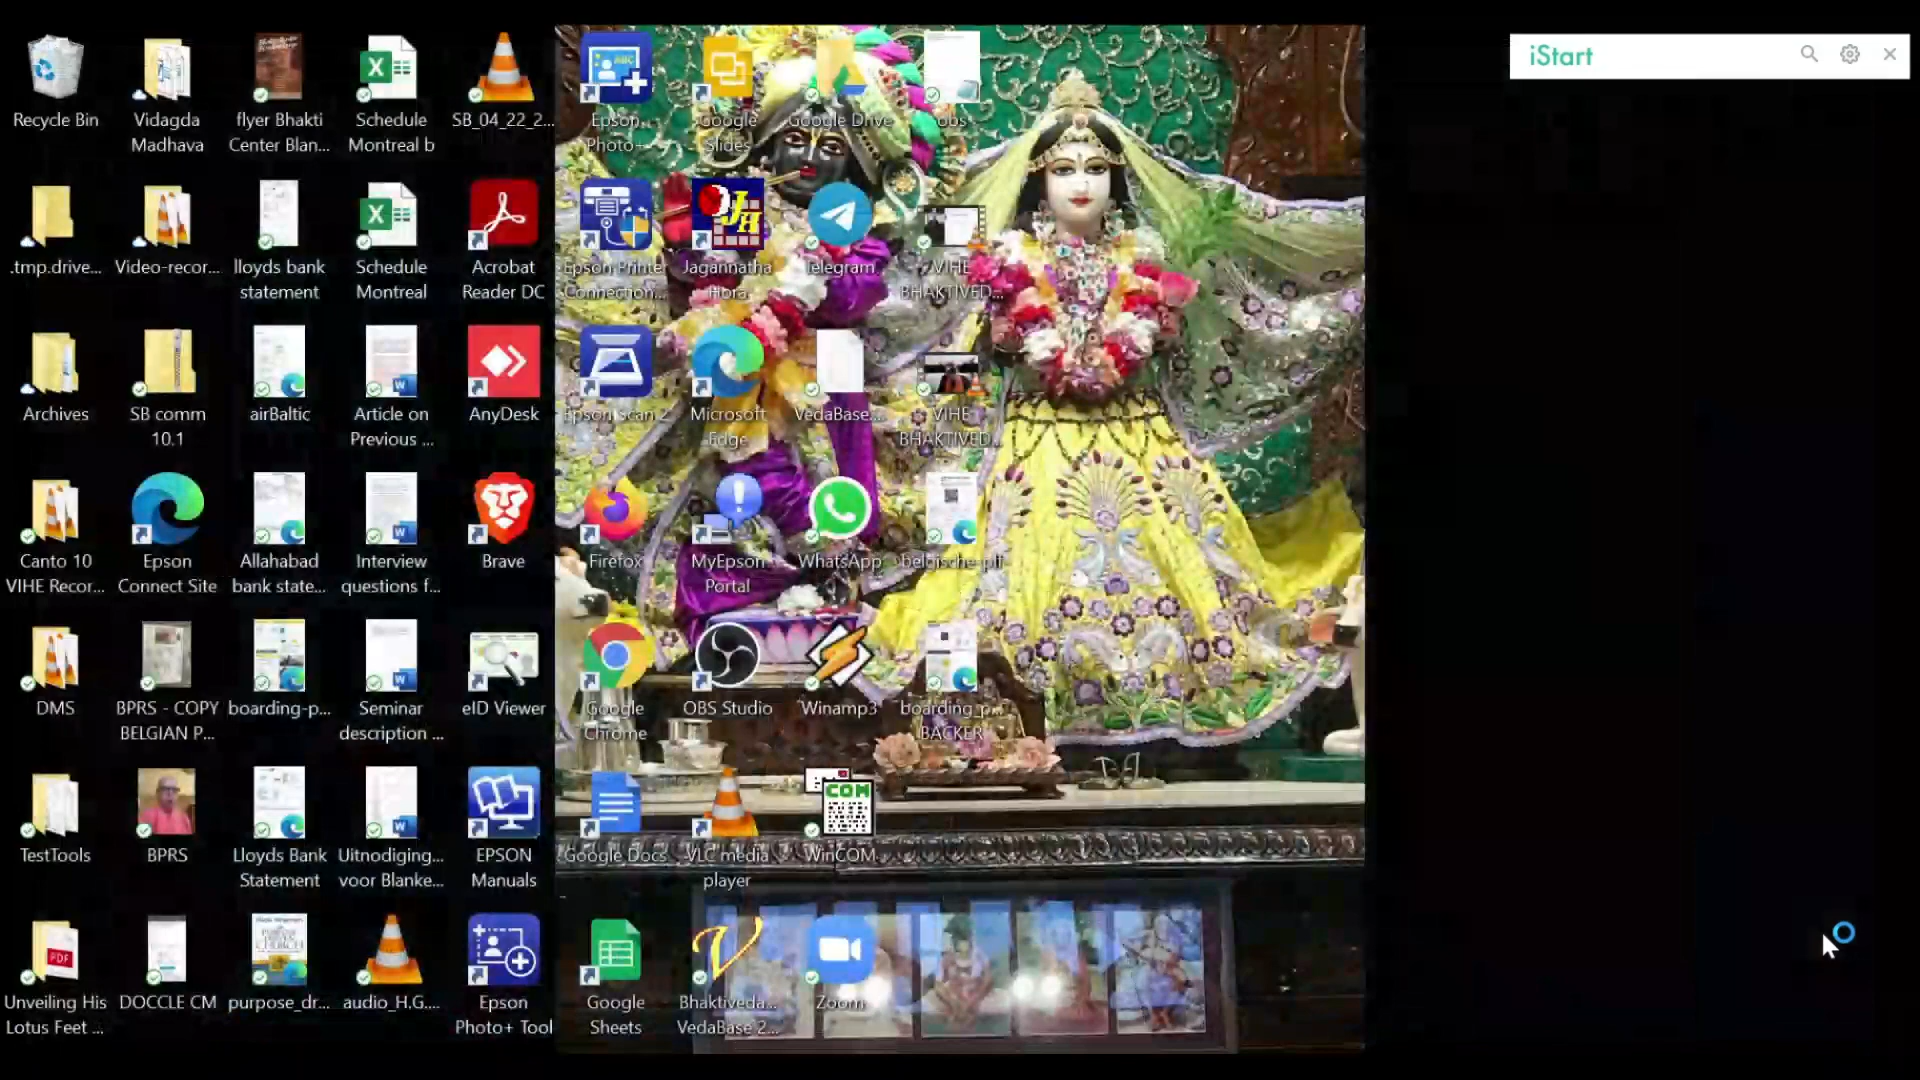 iStart
Recycle Bin
Vidagda
Madhava
flyer Bhakti
Center Blan...
Schedule
Montreal b
SB_04_22_2...
Epson
Photo+
Google
Slides
Google Drive
obs
.tmp.drive...
Video-recor...
lloyds bank
statement
Schedule
Montreal
Acrobat
Reader DC
Epson Printer
Connection...
Jagannatha
Hora
Telegram
VIHE
BHAKTIVED...
Archives
SB comm
10.1
airBaltic
Article on
Previous ...
AnyDesk
Epson Scan 2
Microsoft
Edge
VedaBase...
VIHE
BHAKTIVED...
Canto 10
VIHE Recor...
Epson
Connect Site
Allahabad
bank state...
Interview
questions f...
Brave
Firefox
MyEpson
Portal
WhatsApp
belgische-plf
DMS
BPRS - COPY
BELGIAN P...
boarding-p...
Seminar
description ...
eID Viewer
Google
Chrome
OBS Studio
Winamp3
boarding_p...
BACKER
TestTools
BPRS
Lloyds Bank
Statement
Uitnodiging...
voor Blanke...
EPSON
Manuals
Google Docs
VLC media
player
COM
WinCOM
PDF
Unveiling His
Lotus Feet ...
DOCCLE CM
purpose_dr...
audio_H.G....
Epson
Photo+ Tool
Google
Sheets
Bhaktiveda...
VedaBase 2...
Zoom